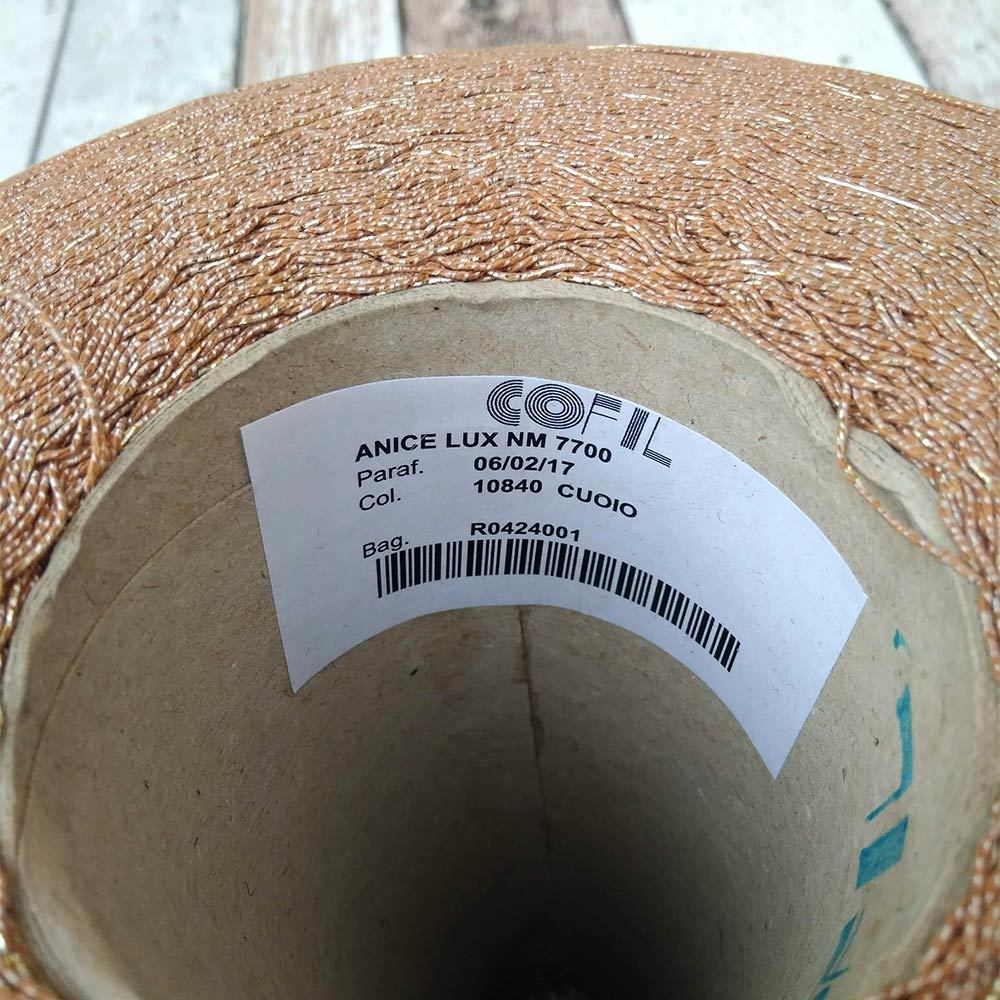 COFIL
ANICE LUX NM 7700
Paraf. 06/02/17
Col. 10840 CUOIO
Bag. R0424001